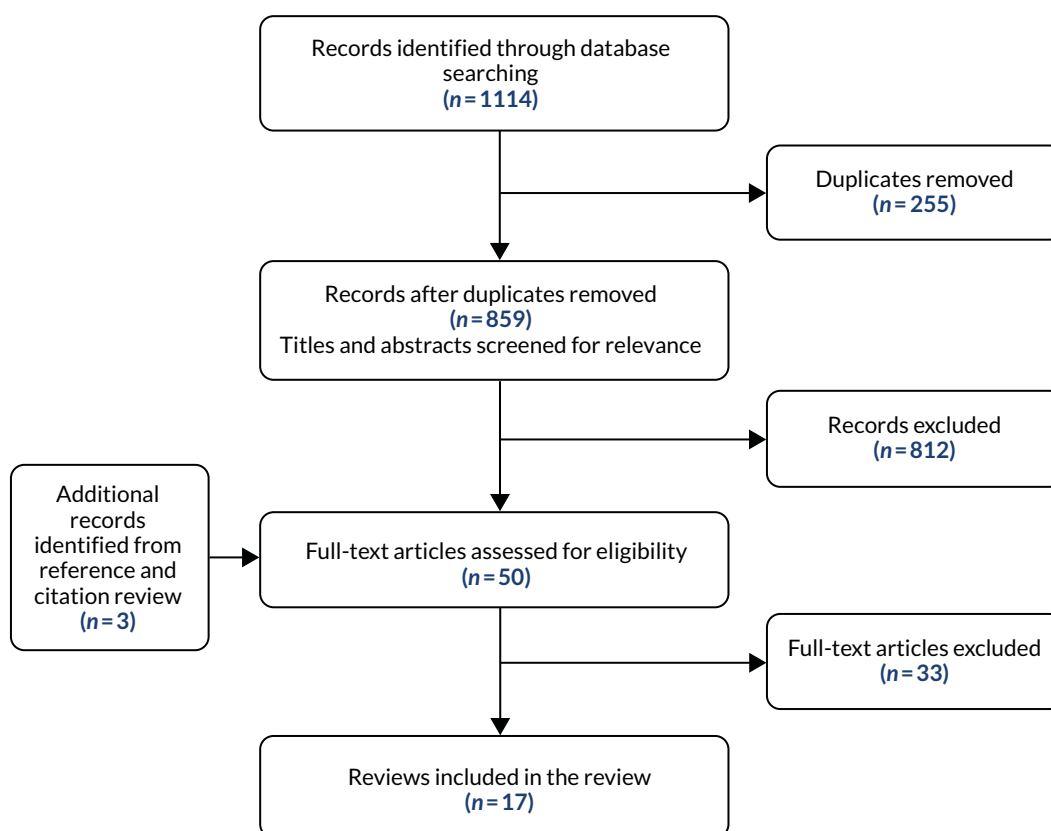 Records identified through database
searching
(n=1114)
Duplicates removed
(n=255)
Records after duplicates removed
(n=859)
Titles and abstracts screened for relevance
Records excluded
(n=812)
Additional
records
identified from
reference and
citation review
(n=3)
Full-text articles assessed for eligibility
(n=50)
Full-text articles excluded
(n=33)
Reviews included in the review
(n=17)